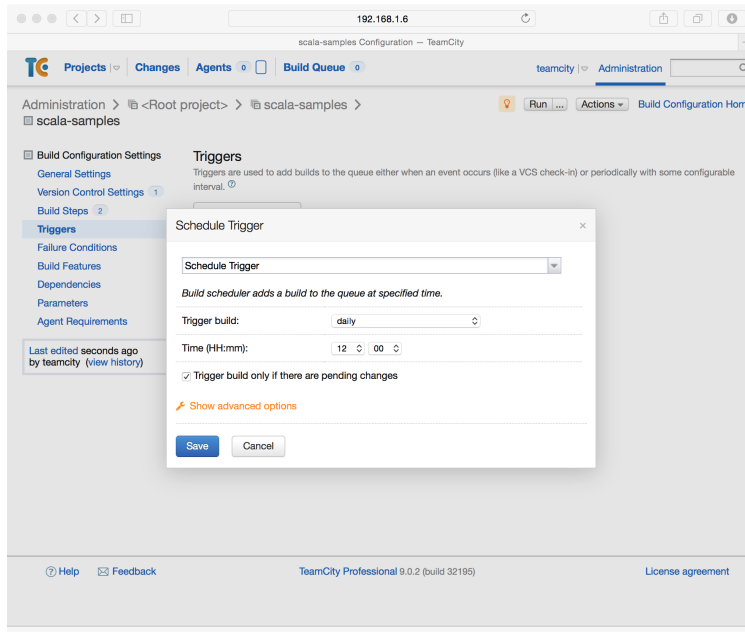 192.168.1.6
scala-samples Configuration — TeamCity
TC Projects Changes Agents 0 Build Queue 0 teamcity Administration
Administration > <Root project> > scala-samples > Run ... Actions Build Configuration Hom
scala-samples
Build Configuration Settings
General Settings
Version Control Settings 1
Build Steps 2
Triggers
Failure Conditions
Build Features
Dependencies
Parameters
Agent Requirements
Last edited seconds ago
by teamcity (view history)
Triggers
Triggers are used to add builds to the queue either when an event occurs (like a VCS check-in) or periodically with some configurable
interval. ?
Schedule Trigger ×
Schedule Trigger
Build scheduler adds a build to the queue at specified time.
Trigger build: daily
Time (HH:mm): 12 00
Trigger build only if there are pending changes
Show advanced options
Save Cancel
? Help Feedback TeamCity Professional 9.0.2 (build 32195) License agreement